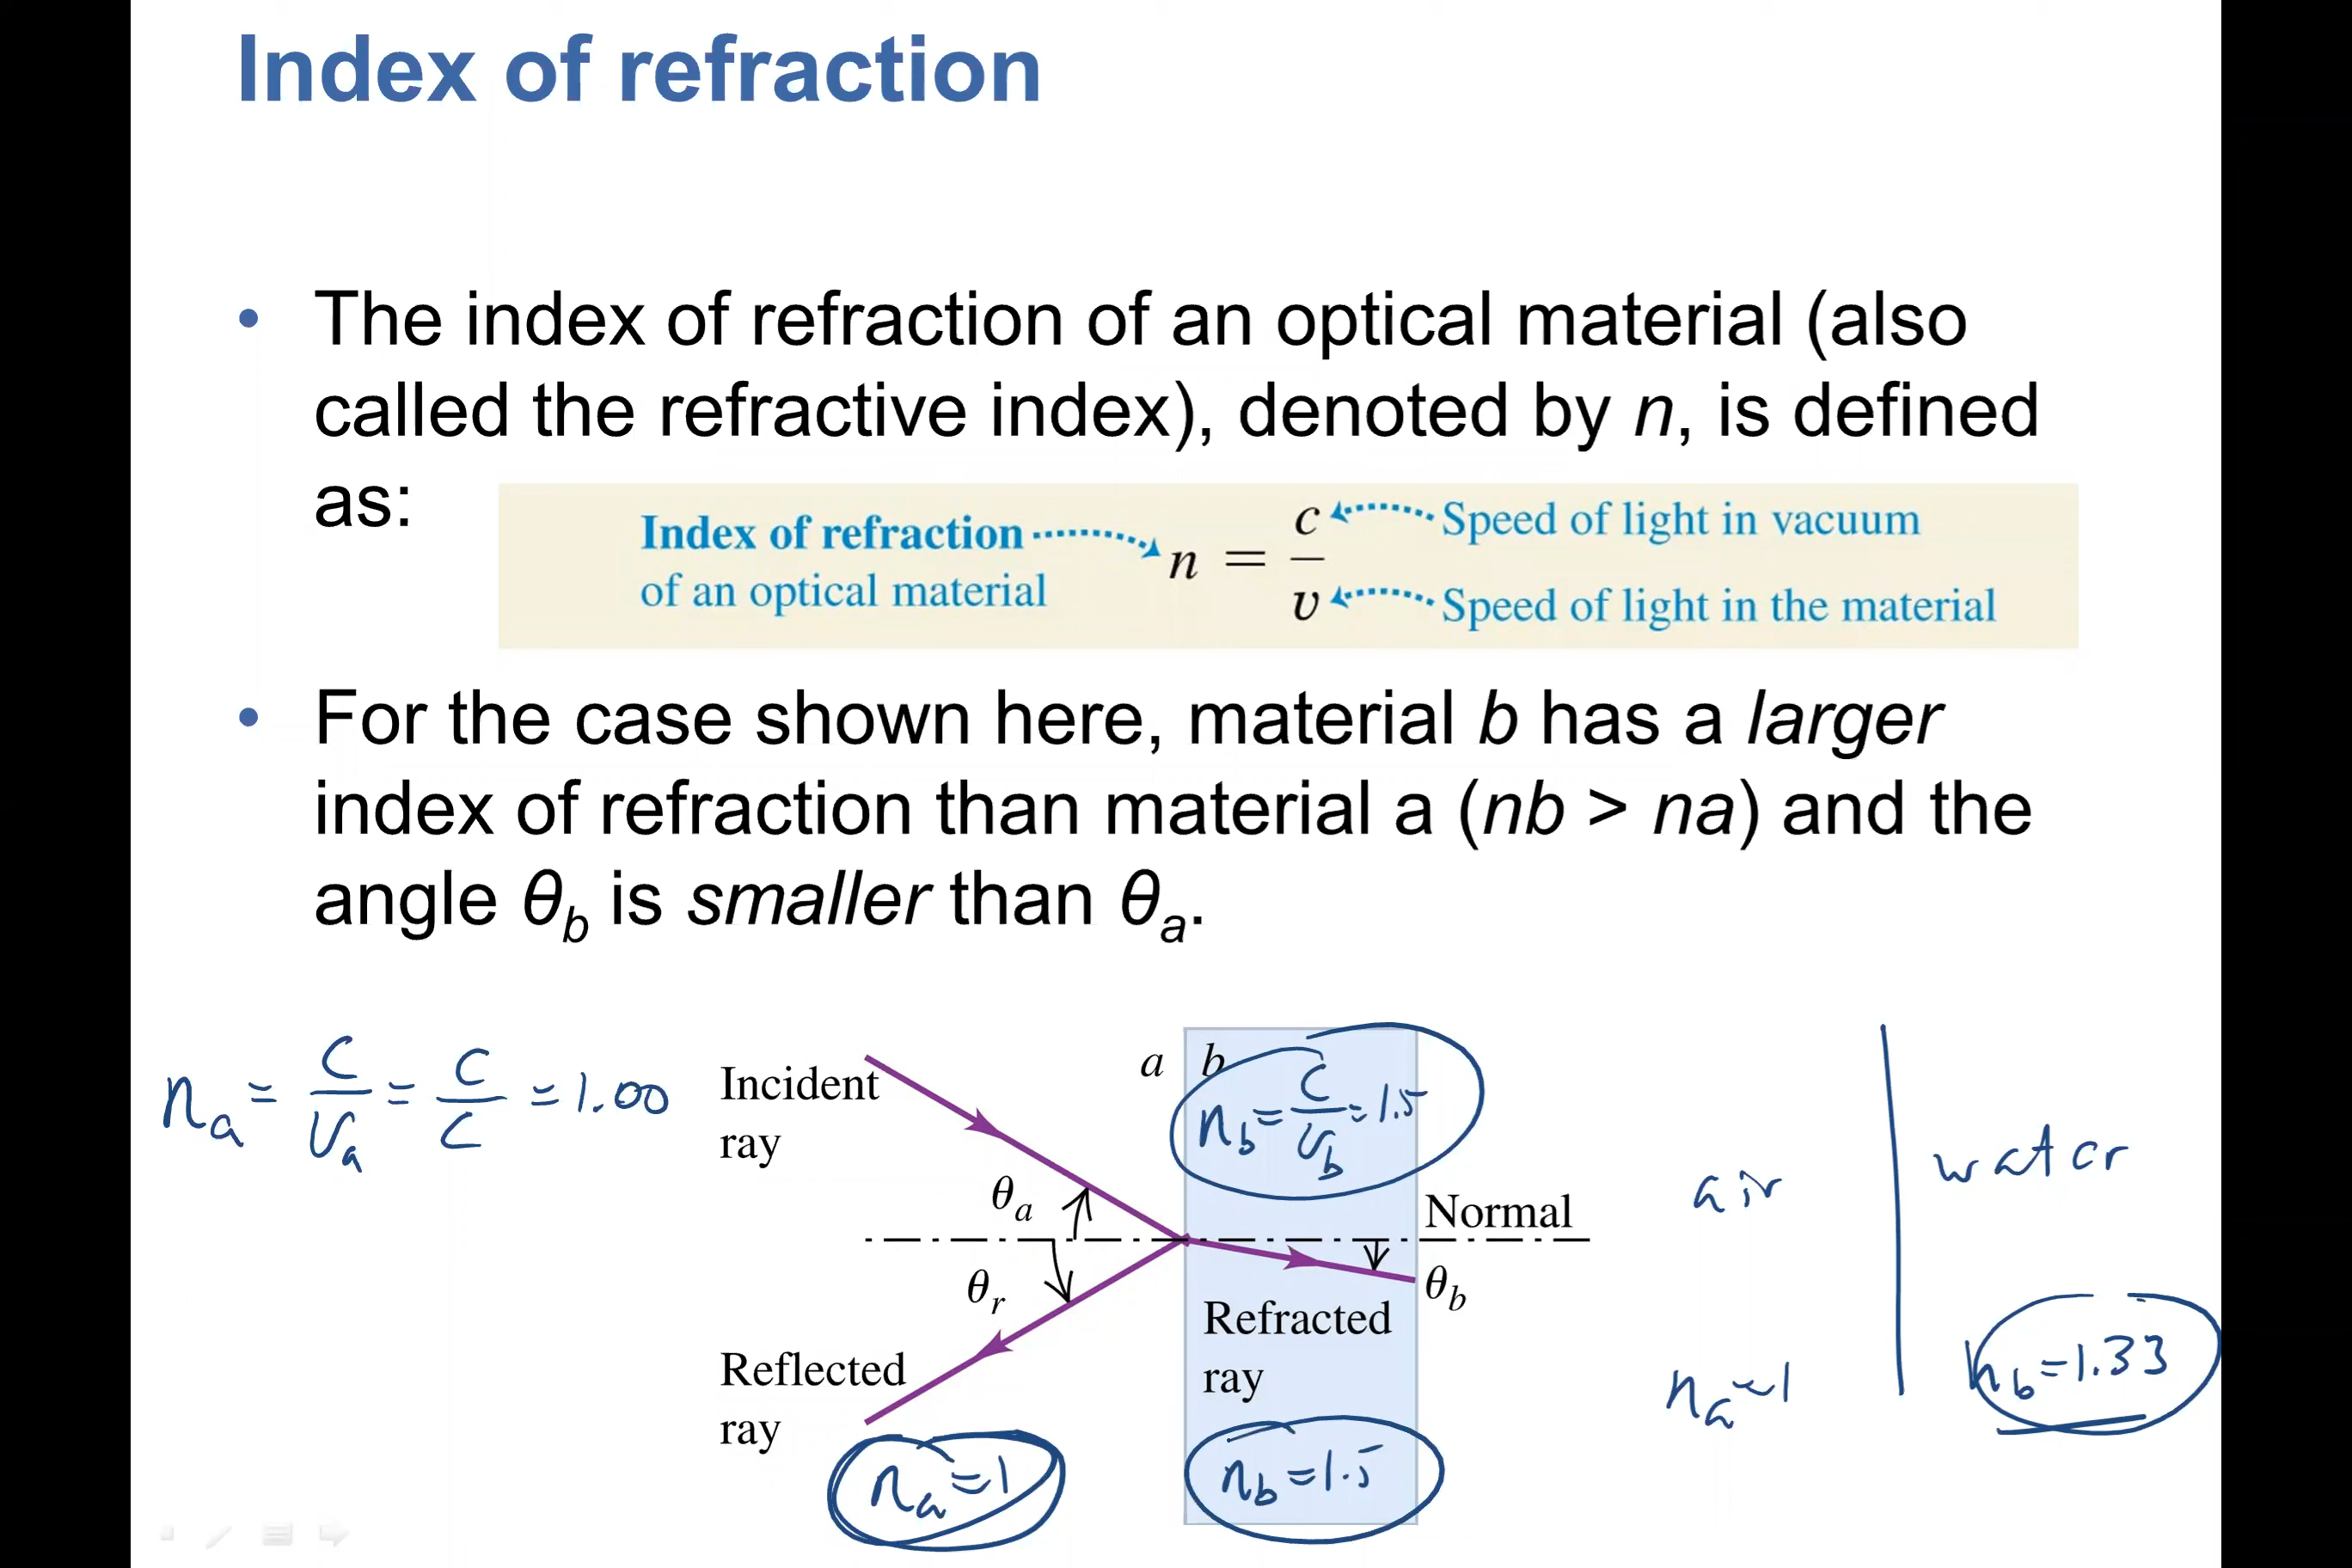 Index of refraction
• The index of refraction of an optical material (also
called the refractive index), denoted by n, is defined
as:
Index of refraction
of an optical material
n = c/v
Speed of light in vacuum
Speed of light in the material
• For the case shown here, material b has a larger
index of refraction than material a (nb > na) and the
angle θb is smaller than θa.
na = C/Va = C/C = 1.00
Incident
ray
a
b
nb = C/Vb = 1.5
θa
Normal
θr
θb
Refracted
ray
Reflected
ray
na = 1
nb = 1.5
air
water
na ~ 1
nb = 1.33